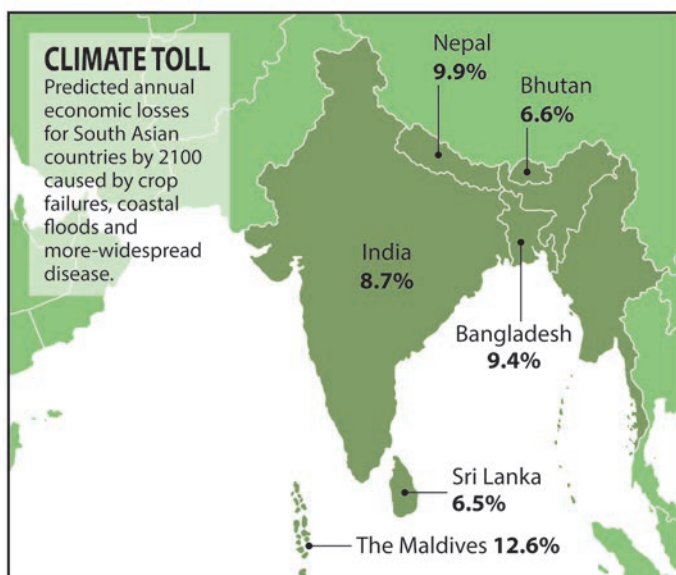 CLIMATE TOLL
Predicted annual
economic losses
for South Asian
countries by 2100
caused by crop
failures, coastal
floods and
more-widespread
disease.
Nepal
9.9%
Bhutan
6.6%
India
8.7%
Bangladesh
9.4%
Sri Lanka
6.5%
The Maldives 12.6%